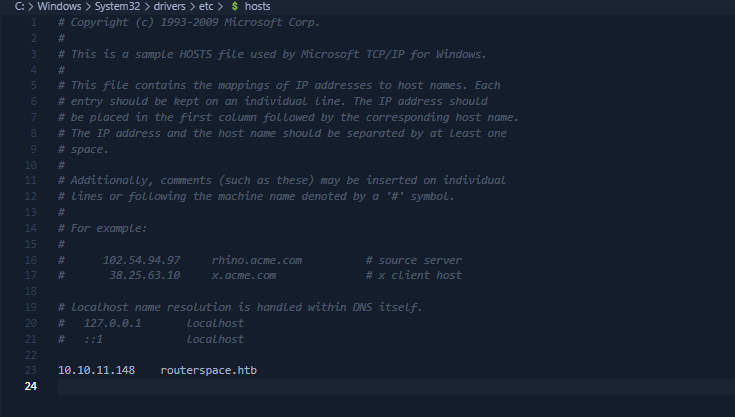 C: > Windows > System32 > drivers > etc > $ hosts
1 # Copyright (c) 1993-2009 Microsoft Corp.
2 #
3 # This is a sample HOSTS file used by Microsoft TCP/IP for Windows.
4 #
5 # This file contains the mappings of IP addresses to host names. Each
6 # entry should be kept on an individual line. The IP address should
7 # be placed in the first column followed by the corresponding host name.
8 # The IP address and the host name should be separated by at least one
9 # space.
10 #
11 # Additionally, comments (such as these) may be inserted on individual
12 # lines or following the machine name denoted by a '#' symbol.
13 #
14 # For example:
15 #
16 #      102.54.94.97     rhino.acme.com          # source server
17 #       38.25.63.10     x.acme.com              # x client host
18
19 # localhost name resolution is handled within DNS itself.
20 #   127.0.0.1       localhost
21 #   ::1             localhost
22
23 10.10.11.148    routerspace.htb
24